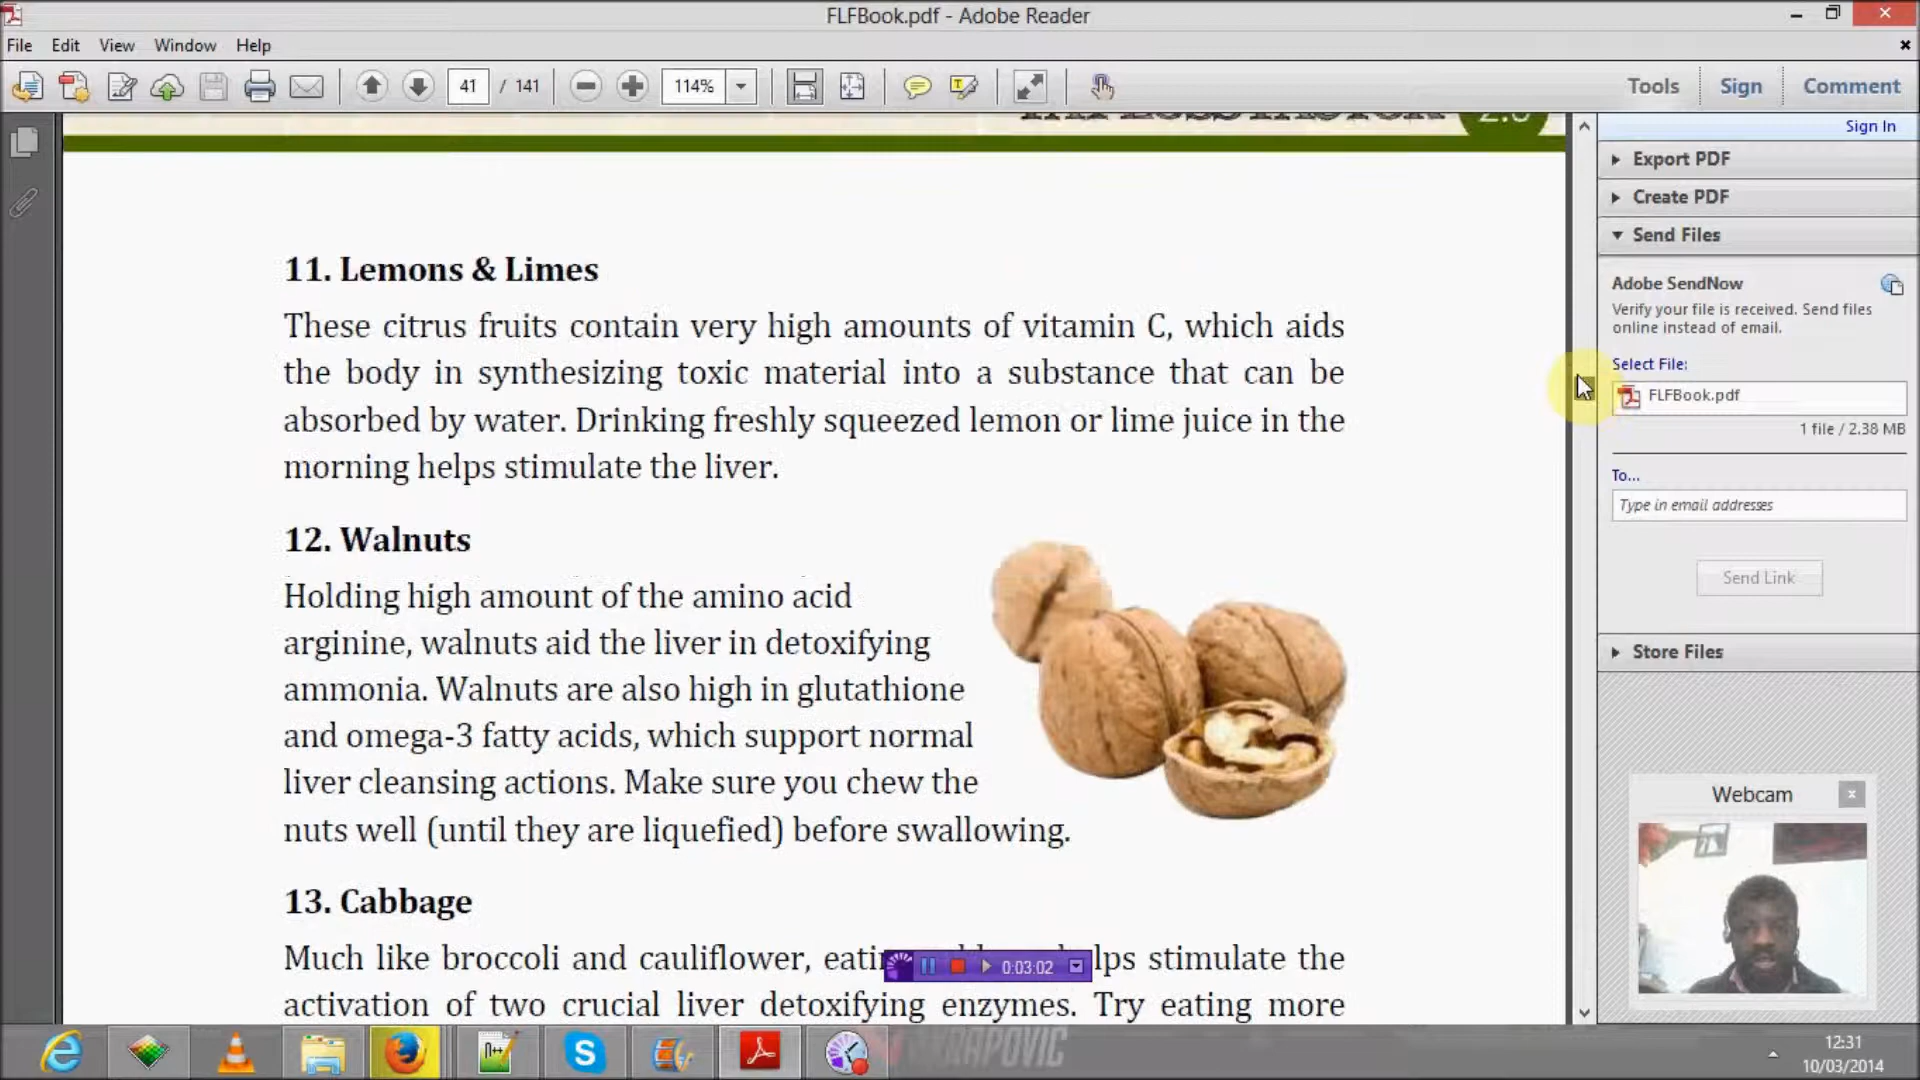 FLFBook.pdf - Adobe Reader
File Edit View Window Help
41 / 141 114% Tools Sign Comment
2.0
Sign In
Export PDF
Create PDF
Send Files
Adobe SendNow
Verify your file is received. Send files
online instead of email.
Select File:
FLFBook.pdf
1 file / 2.38 MB
To...
Type in email addresses
Send Link
Store Files
Webcam
11. Lemons & Limes
These citrus fruits contain very high amounts of vitamin C, which aids
the body in synthesizing toxic material into a substance that can be
absorbed by water. Drinking freshly squeezed lemon or lime juice in the
morning helps stimulate the liver.
12. Walnuts
Holding high amount of the amino acid
arginine, walnuts aid the liver in detoxifying
ammonia. Walnuts are also high in glutathione
and omega-3 fatty acids, which support normal
liver cleansing actions. Make sure you chew the
nuts well (until they are liquefied) before swallowing.
13. Cabbage
Much like broccoli and cauliflower, stimulate the
activation of two crucial liver detoxifying enzymes. Try eating more
0:03:02
12:31
10/03/2014